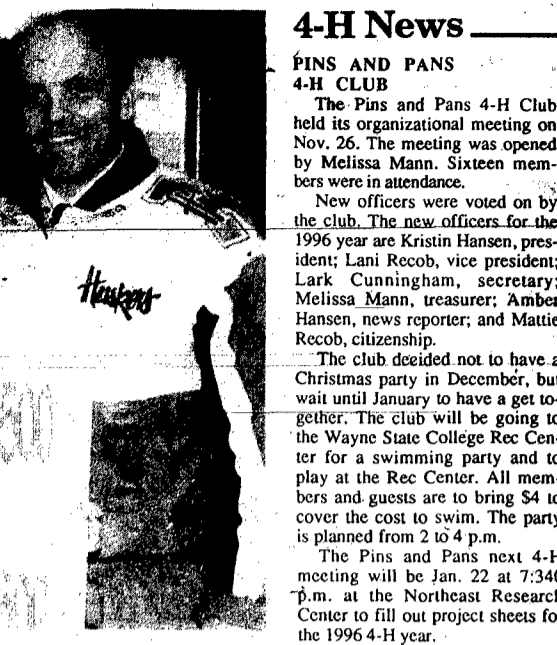 Huskers
4-H News
PINS AND PANS
4-H CLUB
The Pins and Pans 4-H Club
held its organizational meeting on
Nov. 26. The meeting was opened
by Melissa Mann. Sixteen mem-
bers were in attendance.
New officers were voted on by
the club. The new officers for the
1996 year are Kristin Hansen, pres-
ident; Lani Recob, vice president;
Lark Cunningham, secretary;
Melissa Mann, treasurer; Amber
Hansen, news reporter; and Mattie
Recob, citizenship.
The club decided not to have a
Christmas party in December, but
wait until January to have a get to-
gether. The club will be going to
the Wayne State College Rec Cen-
ter for a swimming party and to
play at the Rec Center. All mem-
bers and guests are to bring $4 to
cover the cost to swim. The party
is planned from 2 to 4 p.m.
The Pins and Pans next 4-H
meeting will be Jan. 22 at 7:340
p.m. at the Northeast Research
Center to fill out project sheets fo
the 1996 4-H year.